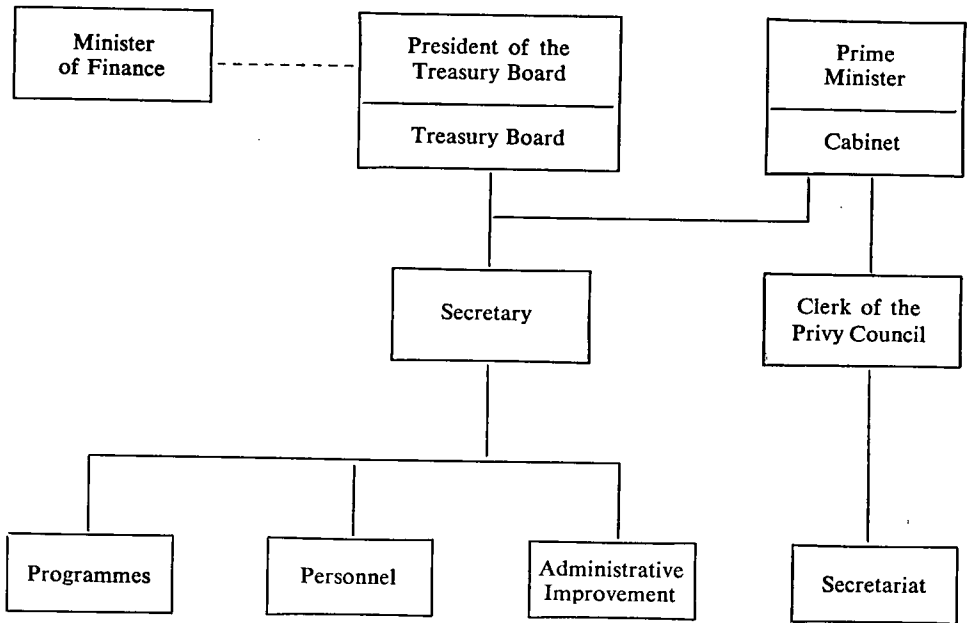 Minister
of Finance
President of the
Treasury Board
Treasury Board
Prime
Minister
Cabinet
Secretary
Clerk of the
Privy Council
Programmes
Personnel
Administrative
Improvement
Secretariat